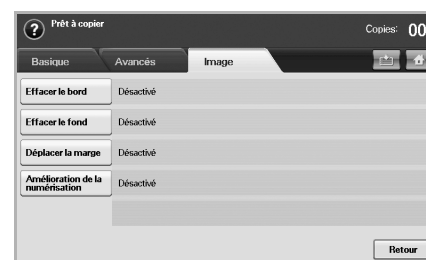 ? Prêt à copier
Copies: 00
Basique Avancés Image
Effacer le bord Désactivé
Effacer le fond Désactivé
Déplacer la marge Désactivé
Amélioration de la
numérisation Désactivé
Retour